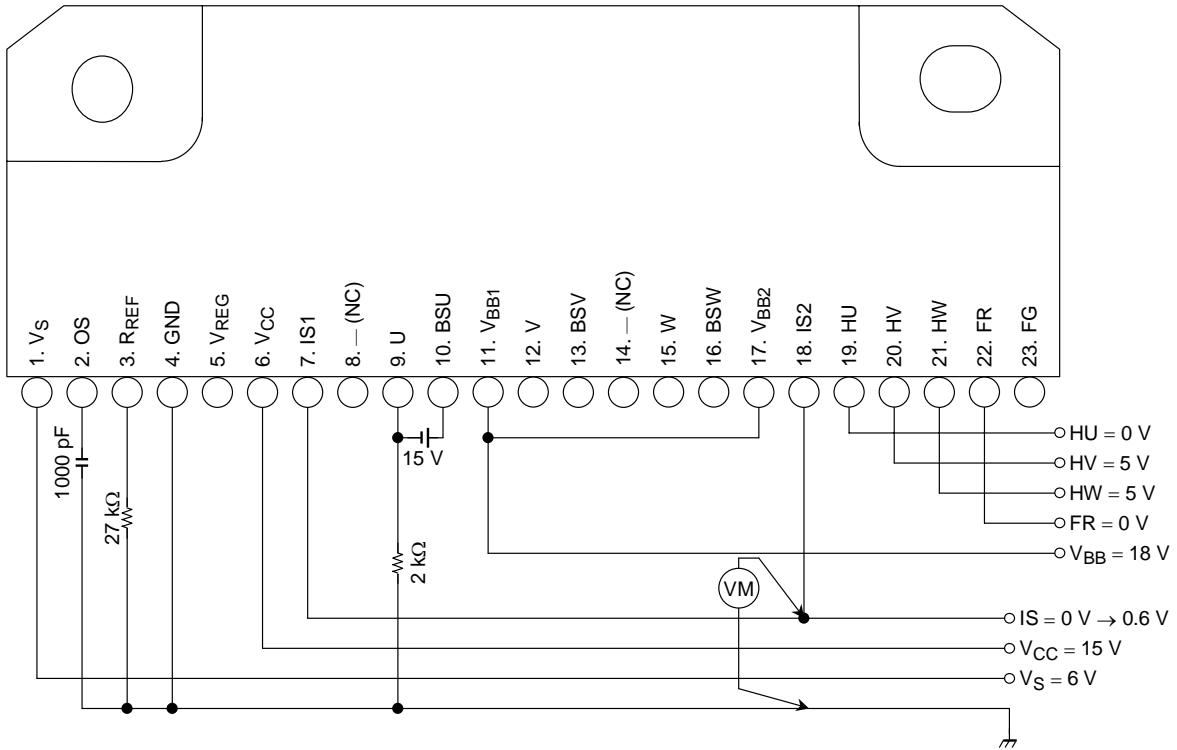 1. VS
2. OS
3. RREF
4. GND
5. VREG
6. VCC
7. IS1
8. — (NC)
9. U
10. BSU
11. VBB1
12. V
13. BSV
14. — (NC)
15. W
16. BSW
17. VBB2
18. IS2
19. HU
20. HV
21. HW
22. FR
23. FG
1000 pF
27 kΩ
15 V
2 kΩ
VM
HU = 0 V
HV = 5 V
HW = 5 V
FR = 0 V
VBB = 18 V
IS = 0 V → 0.6 V
VCC = 15 V
VS = 6 V